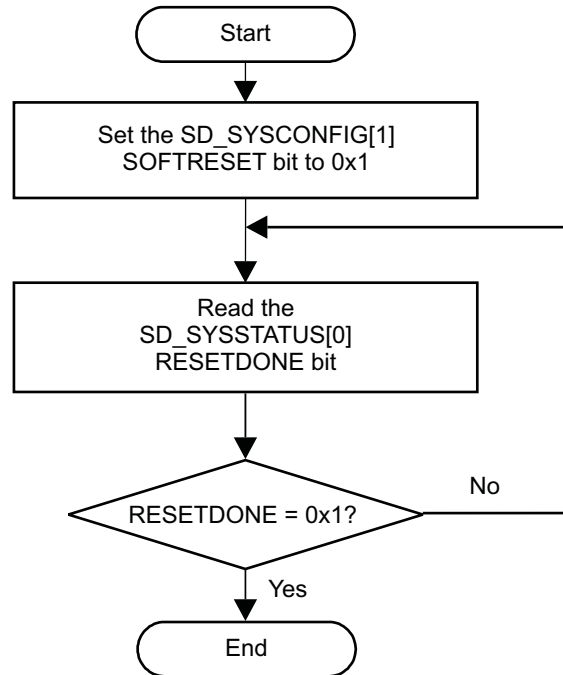 Start
Set the SD_SYSCONFIG[1]
SOFTRESET bit to 0x1
Read the
SD_SYSSTATUS[0]
RESETDONE bit
RESETDONE = 0x1?
No
Yes
End